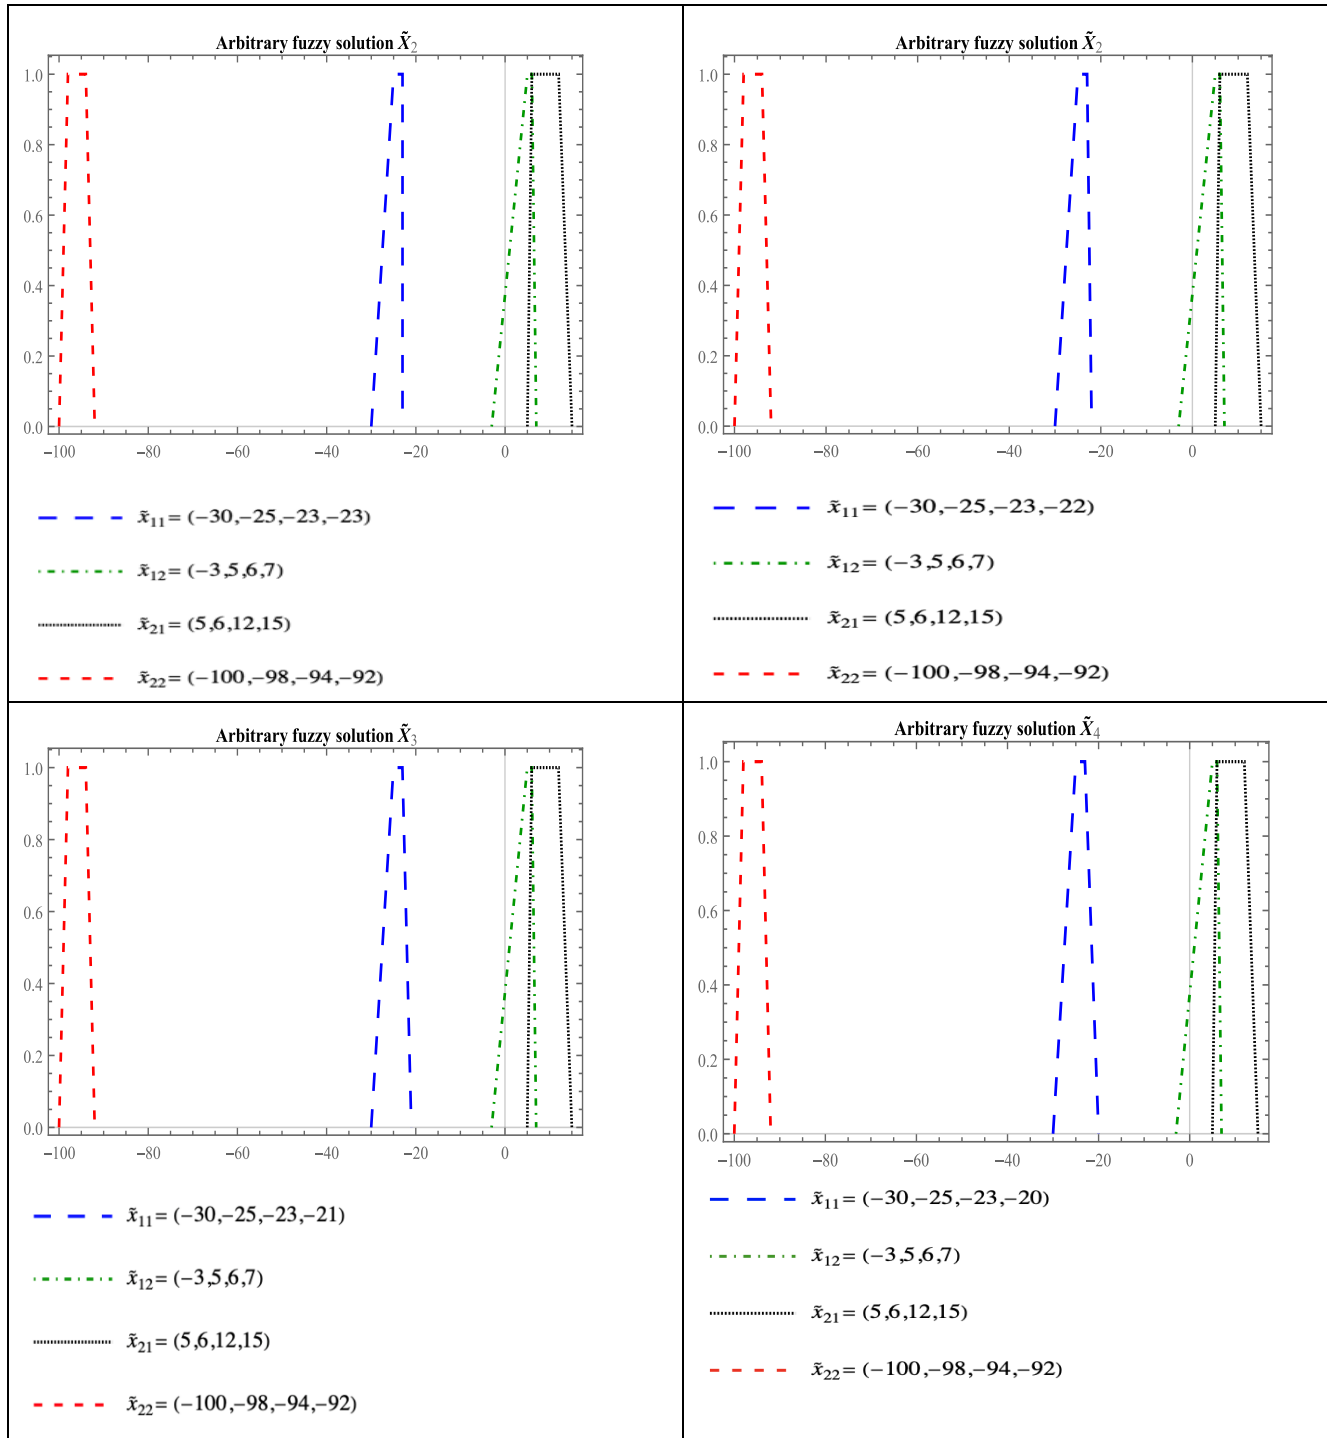 Arbitrary fuzzy solution X̃₂
1.0
0.8
0.6
0.4
0.2
0.0
−100 −80 −60 −40 −20 0
x̃₁₁= (−30,−25,−23,−23)
x̃₁₂= (−3,5,6,7)
x̃₂₁= (5,6,12,15)
x̃₂₂= (−100,−98,−94,−92)
Arbitrary fuzzy solution X̃₂
1.0
0.8
0.6
0.4
0.2
0.0
−100 −80 −60 −40 −20 0
x̃₁₁= (−30,−25,−23,−22)
x̃₁₂= (−3,5,6,7)
x̃₂₁= (5,6,12,15)
x̃₂₂= (−100,−98,−94,−92)
Arbitrary fuzzy solution X̃₃
1.0
0.8
0.6
0.4
0.2
0.0
−100 −80 −60 −40 −20 0
x̃₁₁= (−30,−25,−23,−21)
x̃₁₂= (−3,5,6,7)
x̃₂₁= (5,6,12,15)
x̃₂₂= (−100,−98,−94,−92)
Arbitrary fuzzy solution X̃₄
1.0
0.8
0.6
0.4
0.2
0.0
−100 −80 −60 −40 −20 0
x̃₁₁= (−30,−25,−23,−20)
x̃₁₂= (−3,5,6,7)
x̃₂₁= (5,6,12,15)
x̃₂₂= (−100,−98,−94,−92)